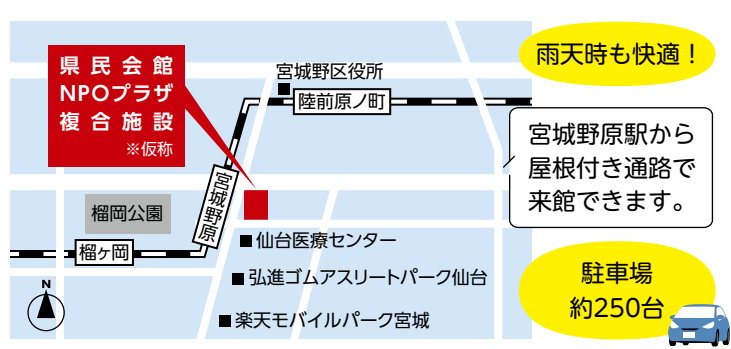 県民会館
NPOプラザ
複合施設
※仮称
宮城野区役所
陸前原ノ町
宮城野原
榴岡公園
榴ヶ岡
仙台医療センター
弘進ゴムアスリートパーク仙台
楽天モバイルパーク宮城
N
雨天時も快適！
宮城野原駅から
屋根付き通路で
来館できます。
駐車場
約250台